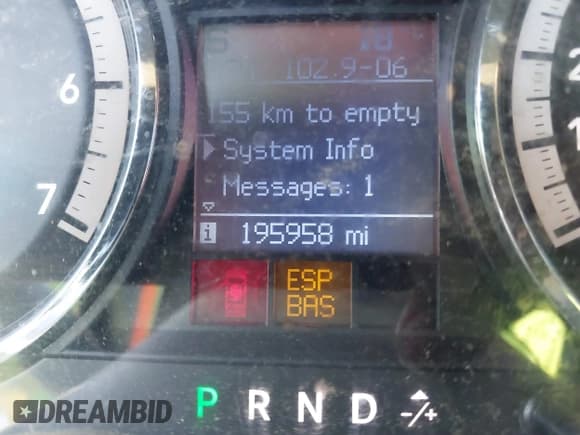 102.9-06
155 km to empty
System Info
Messages: 1
195958 mi
6
7
ESP
BAS
P R N D -/+
DREAMBID